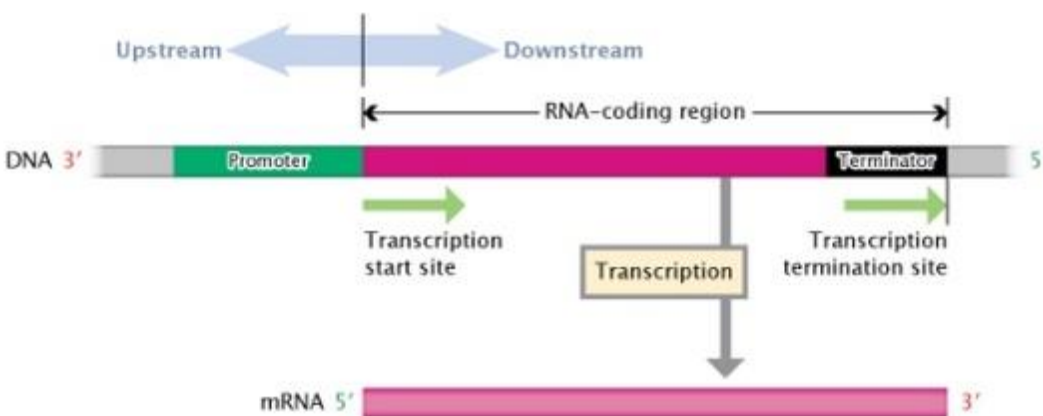 Upstream
Downstream
RNA-coding region
DNA 3′
Promoter
Terminator
5
Transcription
start site
Transcription
Transcription
termination site
mRNA 5′
3′